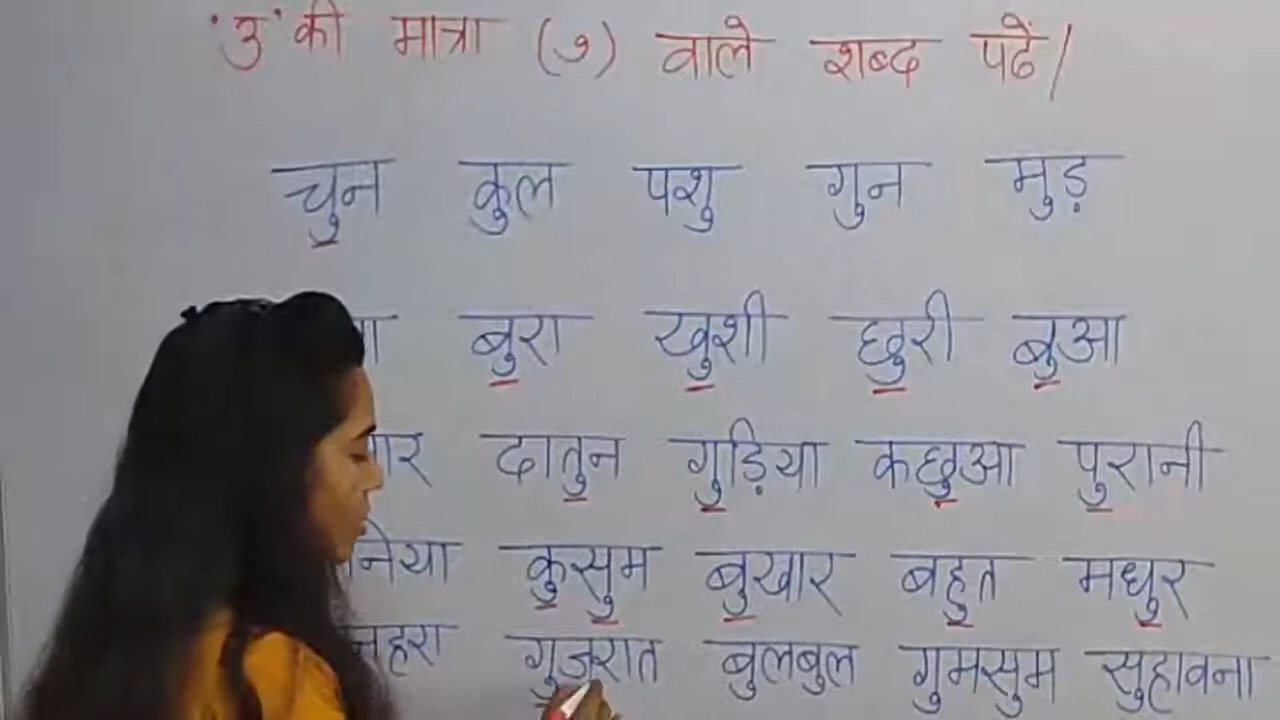 'उ' की मात्रा (ु) वाले शब्द पढें।
चुन कुल पशु गुन मुड़
बुरा खुशी छुरी बुआ
दातुन गुड़िया कछुआ पुरानी
कुसुम बुखार बहुत मधुर
गुजरात बुलबुल गुमसुम सुहावना